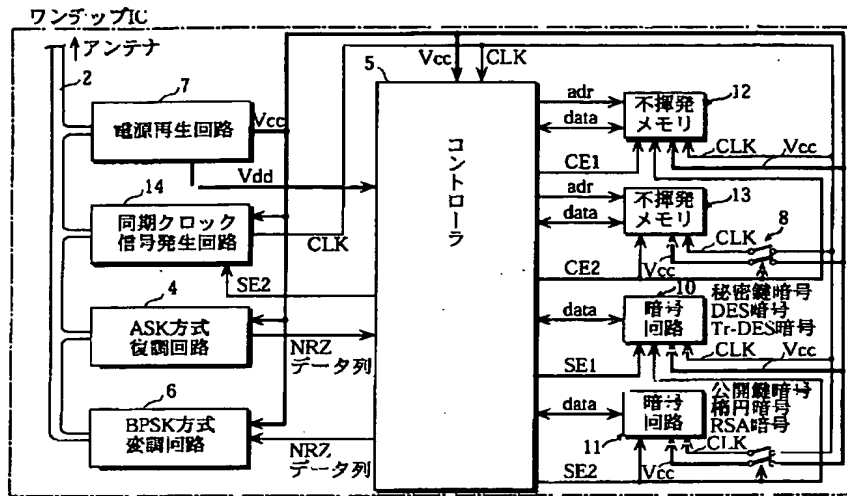 ワンチップIC
アンテナ
2
7
電源再生回路
Vcc
Vdd
14
同期クロック
信号発生回路
CLK
SE2
4
ASK方式
復調回路
NRZ
データ列
6
BPSK方式
変調回路
NRZ
データ列
5
Vcc
CLK
コントローラ
adr
data
CE1
不揮発
メモリ
12
CLK
Vcc
adr
data
CE2
不揮発
メモリ
13
CLK
Vcc
8
10
data
SE1
暗号
回路
秘密鍵暗号
DES暗号
Tr-DES暗号
CLK
Vcc
data
SE2
暗号
回路
11
公開鍵暗号
楕円暗号
RSA暗号
CLK
Vcc